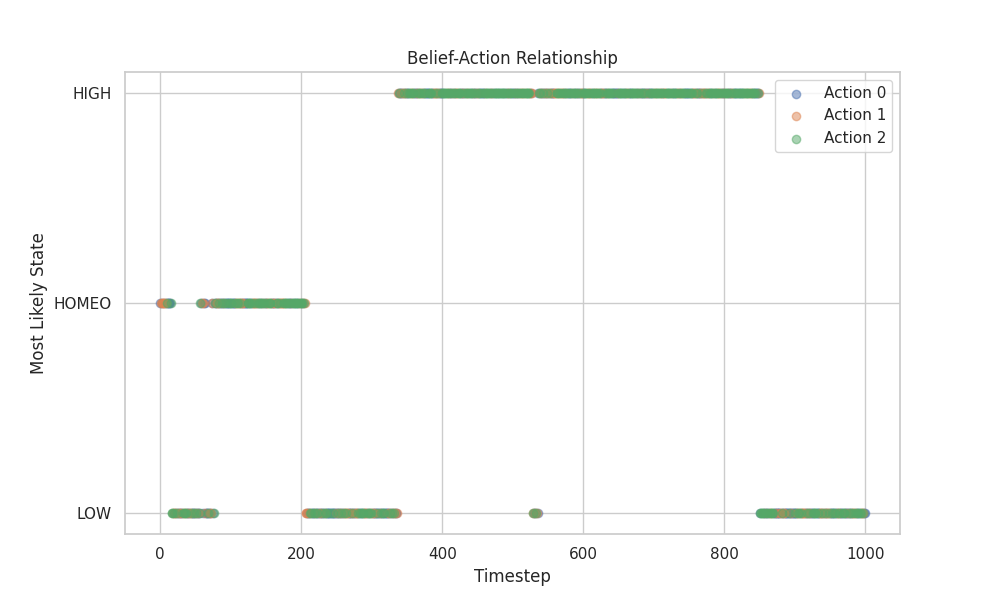 Belief-Action Relationship
HIGH
HOMEO
LOW
Most Likely State
Action 0
Action 1
Action 2
0
200
400
600
800
1000
Timestep